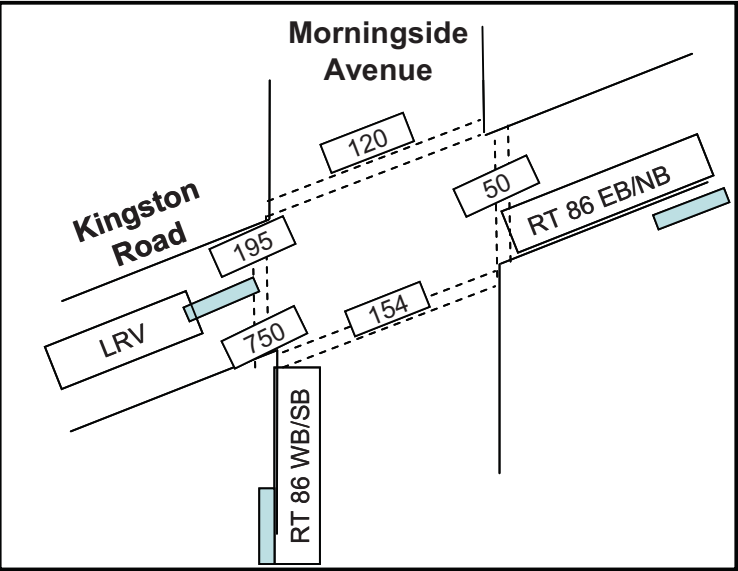 Morningside
Avenue
120
50
RT 86 EB/NB
Kingston
Road
195
LRV
750
154
RT 86 WB/SB